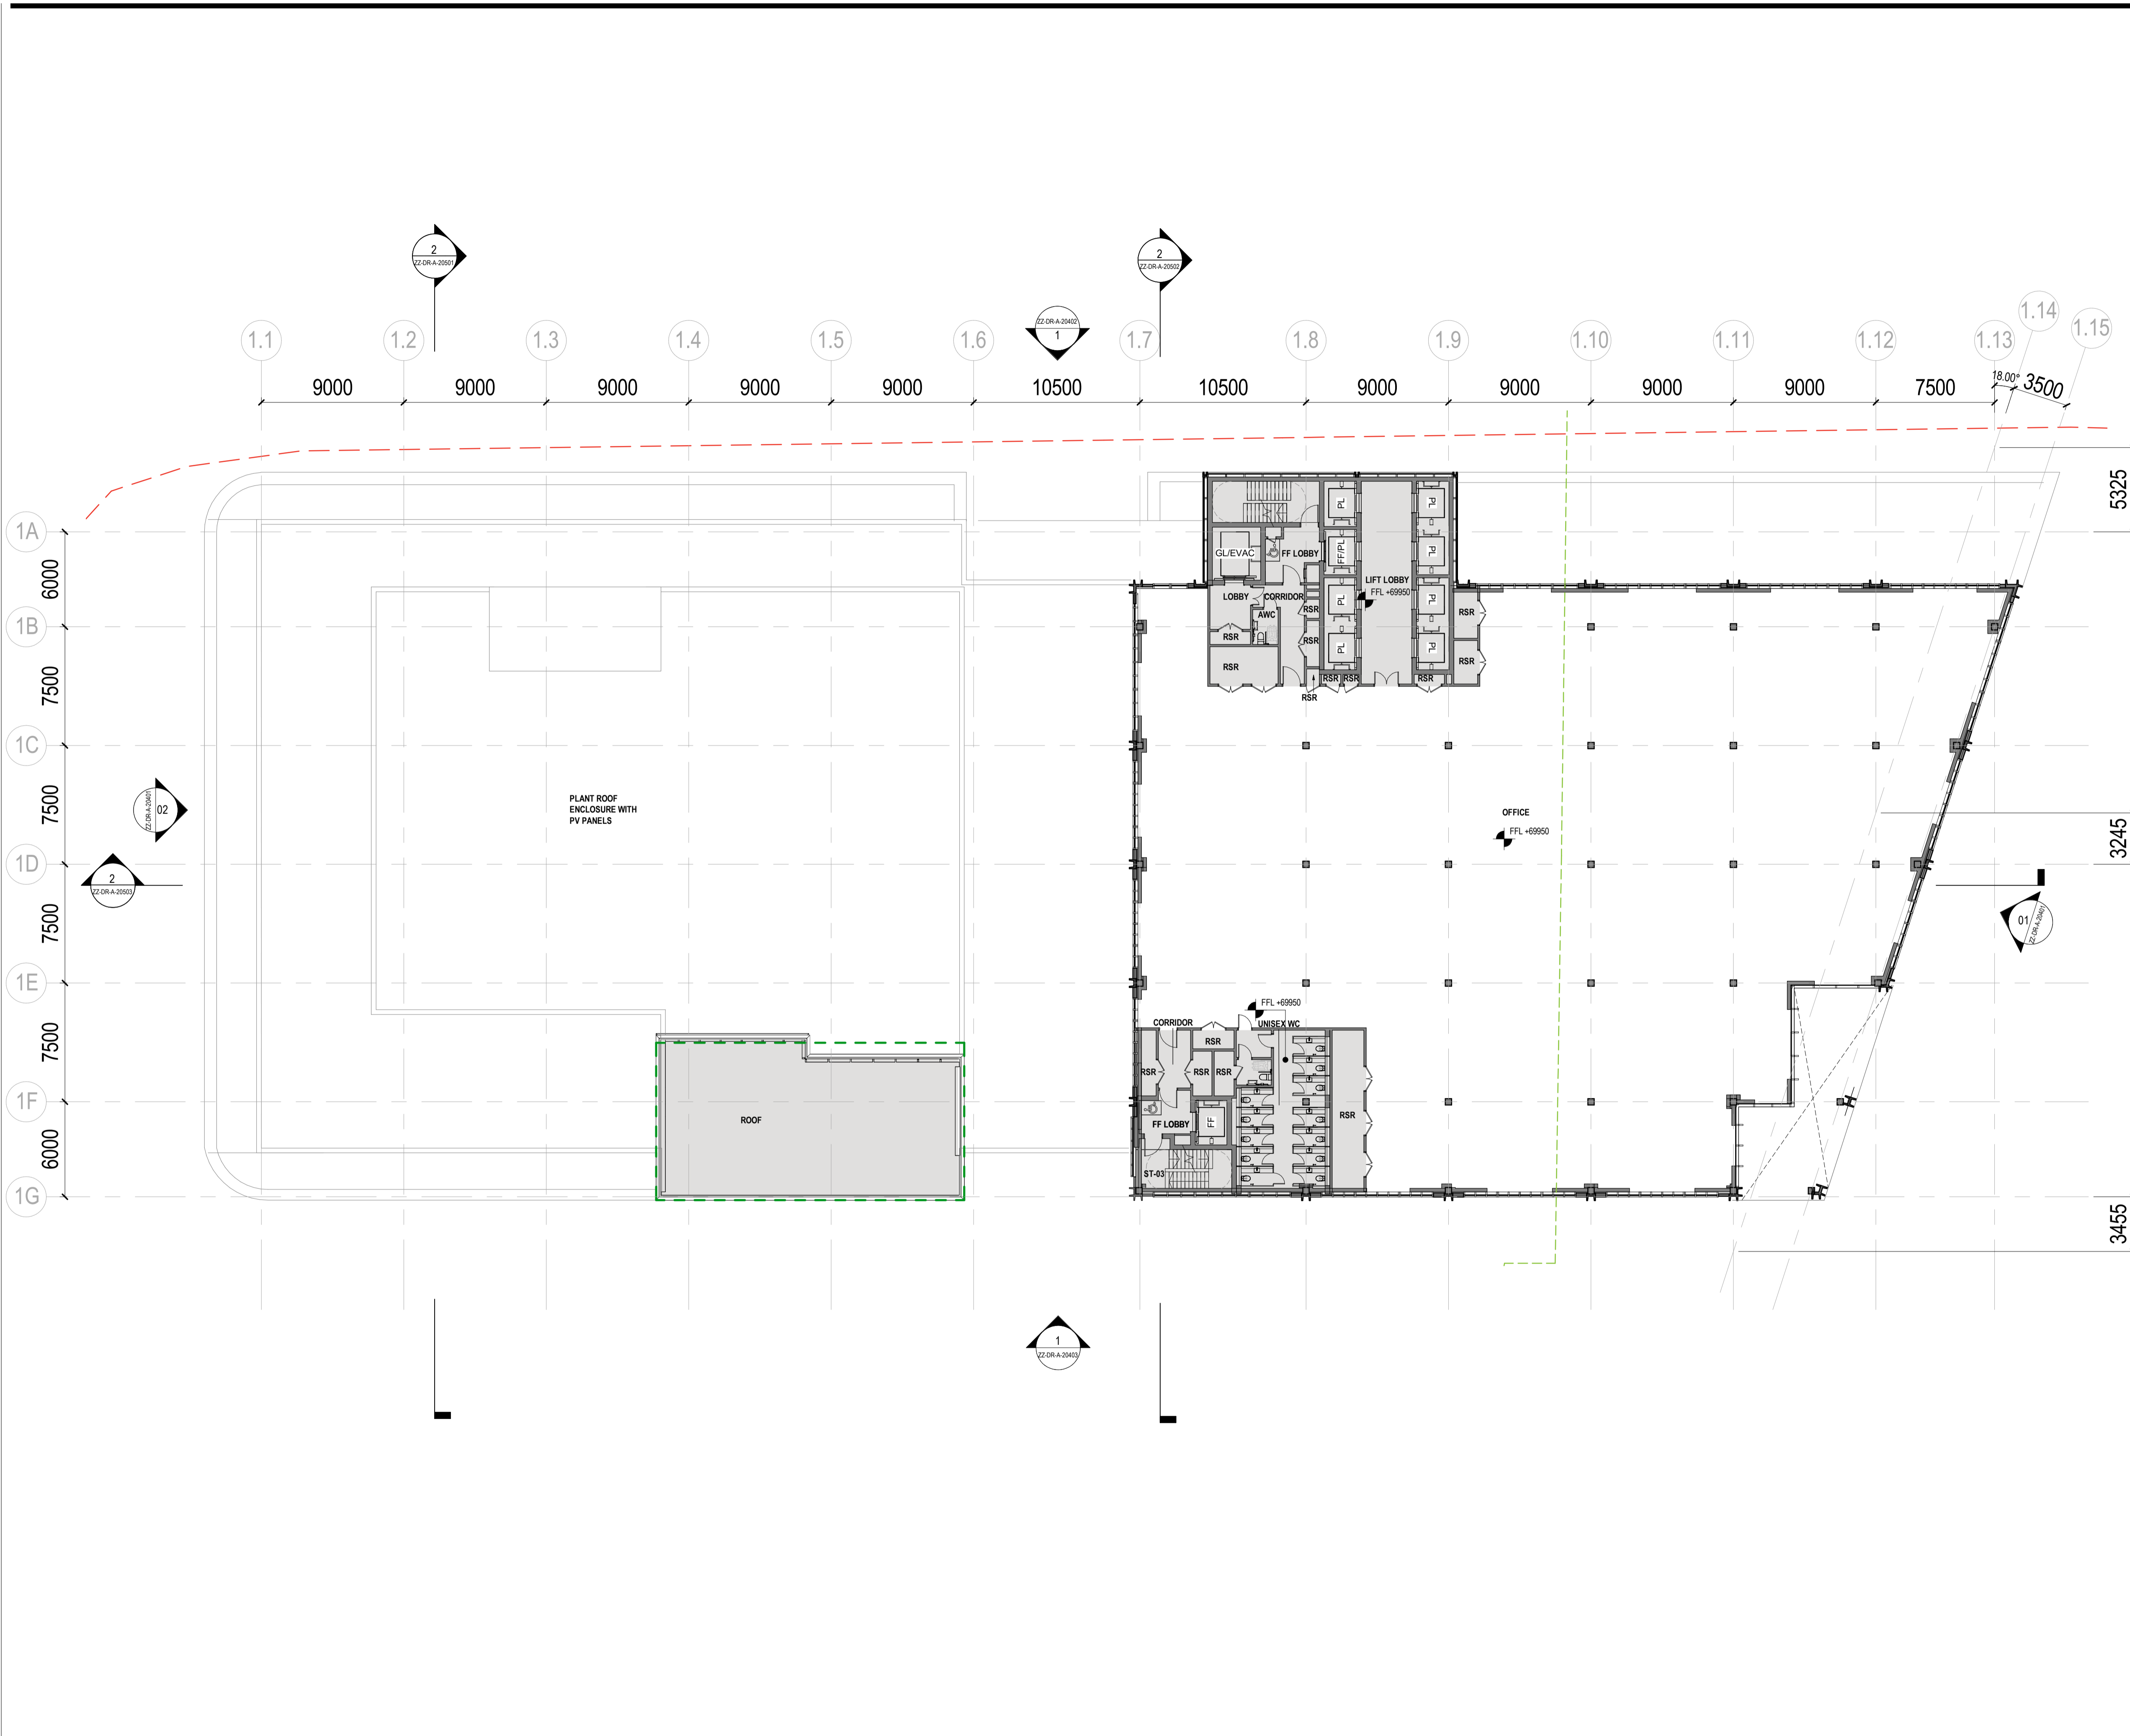 2
ZZ-DR-A-20501
2
ZZ-DR-A-20502
ZZ-DR-A-20402
1
1.1
1.2
1.3
1.4
1.5
1.6
1.7
1.8
1.9
1.10
1.11
1.12
1.13
1.14
1.15
9000
9000
9000
9000
9000
10500
10500
9000
9000
9000
9000
7500
18.00°
3500
5325
3245
3455
1A
6000
1B
7500
1C
7500
1D
7500
1E
7500
1F
6000
1G
02
ZZ-DR-A-20401
2
ZZ-DR-A-20503
01
ZZ-DR-A-20401
PL
PL
GL/EVAC
FF LOBBY
FF/PL
PL
LIFT LOBBY
FFL +69950
LOBBY
CORRIDOR
PL
PL
AWC
RSR
RSR
RSR
RSR
PL
PL
RSR
RSR
RSR
RSR
RSR
RSR
RSR
PLANT ROOF
ENCLOSURE WITH
PV PANELS
OFFICE
FFL +69950
FFL +69950
CORRIDOR
UNISEX WC
RSR
RSR
RSR
RSR
RSR
FF LOBBY
FF
ST-03
ROOF
1
ZZ-DR-A-20403